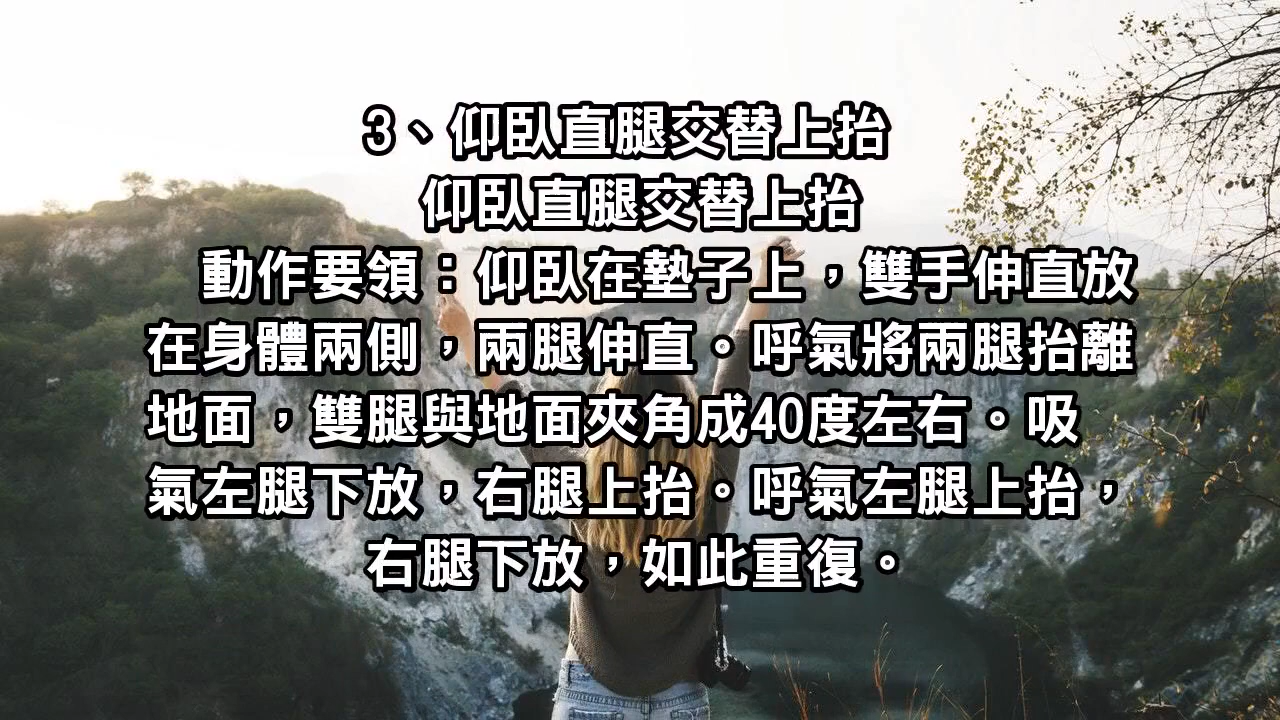 3、仰臥直腿交替上抬
仰臥直腿交替上抬
動作要領：仰臥在墊子上，雙手伸直放
在身體兩側，兩腿伸直。呼氣將兩腿抬離
地面，雙腿與地面夾角成40度左右。吸
氣左腿下放，右腿上抬。呼氣左腿上抬，
右腿下放，如此重復。